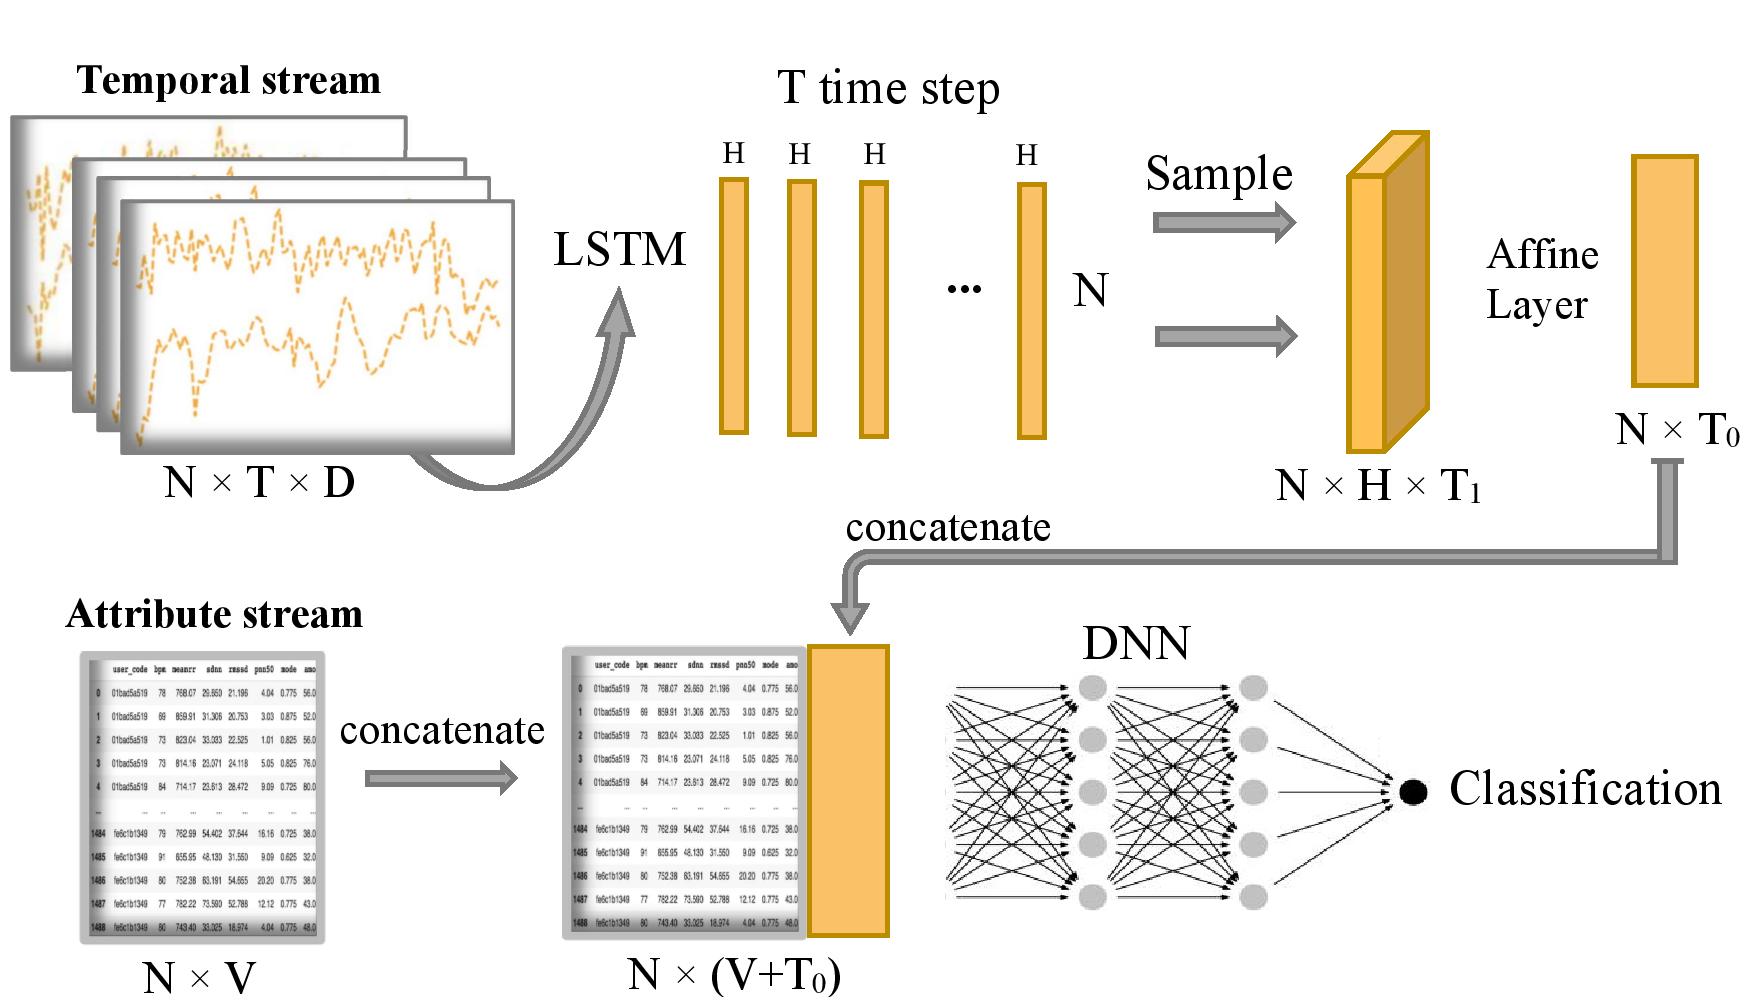 Temporal stream
T time step
H H H H
Sample
LSTM
...
N
Affine
Layer
N × T × D
N × H × T₁
N × T₀
concatenate
Attribute stream
user_code bpm meanrr sdnn rmssd pnn50 mode amo
0 01bad5a519 78 768.07 29.650 21.196 4.04 0.775 56.0
1 01bad5a519 69 859.91 31.306 20.753 3.03 0.875 52.0
2 01bad5a519 73 823.04 33.033 22.525 1.01 0.825 56.0
3 01bad5a519 73 814.16 23.071 24.118 5.05 0.825 76.0
4 01bad5a519 84 714.17 23.613 28.472 9.09 0.725 80.0
... ... ... ... ... ... ... ... ...
1484 fe6c1b1349 79 762.99 54.402 37.644 16.16 0.725 38.0
1485 fe6c1b1349 91 655.95 48.130 31.550 9.09 0.625 32.0
1486 fe6c1b1349 80 752.38 63.191 54.655 20.20 0.775 38.0
1487 fe6c1b1349 77 782.22 73.590 52.788 12.12 0.775 43.0
1488 fe6c1b1349 80 743.40 33.025 18.974 4.04 0.775 48.0
N × V
concatenate
user_code bpm meanrr sdnn rmssd pnn50 mode amo
0 01bad5a519 78 768.07 29.650 21.196 4.04 0.775 56.0
1 01bad5a519 69 859.91 31.306 20.753 3.03 0.875 52.0
2 01bad5a519 73 823.04 33.033 22.525 1.01 0.825 56.0
3 01bad5a519 73 814.16 23.071 24.118 5.05 0.825 76.0
4 01bad5a519 84 714.17 23.613 28.472 9.09 0.725 80.0
... ... ... ... ... ... ... ... ...
1484 fe6c1b1349 79 762.99 54.402 37.644 16.16 0.725 38.0
1485 fe6c1b1349 91 655.95 48.130 31.550 9.09 0.625 32.0
1486 fe6c1b1349 80 752.38 63.191 54.655 20.20 0.775 38.0
1487 fe6c1b1349 77 782.22 73.590 52.788 12.12 0.775 43.0
1488 fe6c1b1349 80 743.40 33.025 18.974 4.04 0.775 48.0
N × (V+T₀)
DNN
Classification